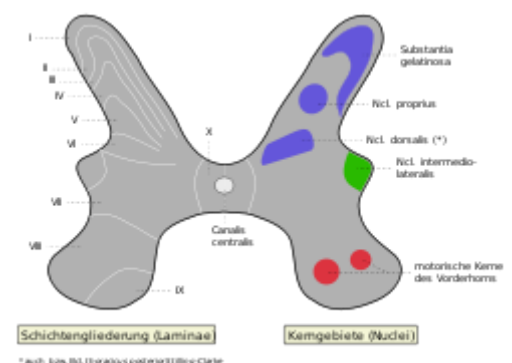 I
II
III
IV
V
VI
VII
VIII
IX
X
Canalis
centralis
Substantia
gelatinosa
Ncl. proprius
Ncl. dorsalis (*)
Ncl. intermedio-
lateralis
motorische Kerne
des Vorderhorns
Schichtengliederung (Laminae)
Kerngebiete (Nuclei)
* auch